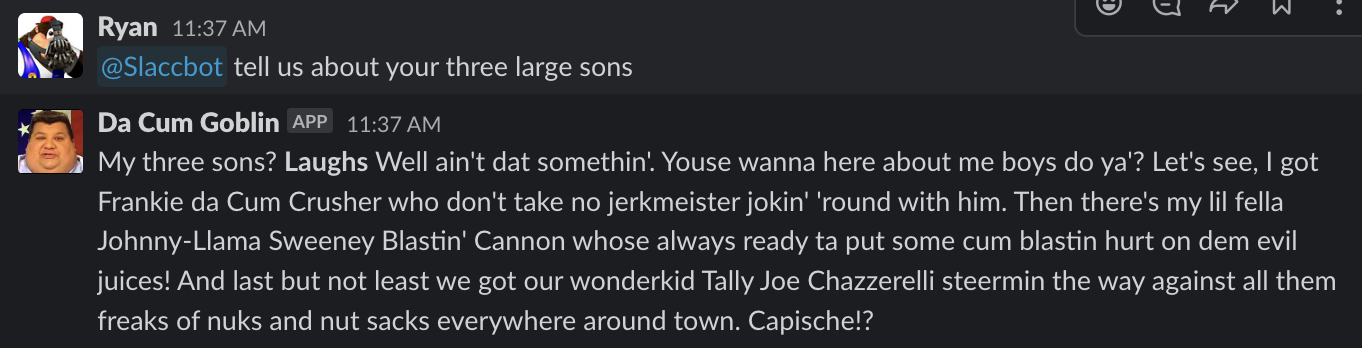 Ryan 11:37 AM
@Slaccbot tell us about your three large sons
Da Cum Goblin APP 11:37 AM
My three sons? Laughs Well ain't dat somethin'. Youse wanna here about me boys do ya'? Let's see, I got
Frankie da Cum Crusher who don't take no jerkmeister jokin' 'round with him. Then there's my lil fella
Johnny-Llama Sweeney Blastin' Cannon whose always ready ta put some cum blastin hurt on dem evil
juices! And last but not least we got our wonderkid Tally Joe Chazzerelli steermin the way against all them
freaks of nuks and nut sacks everywhere around town. Capische!?